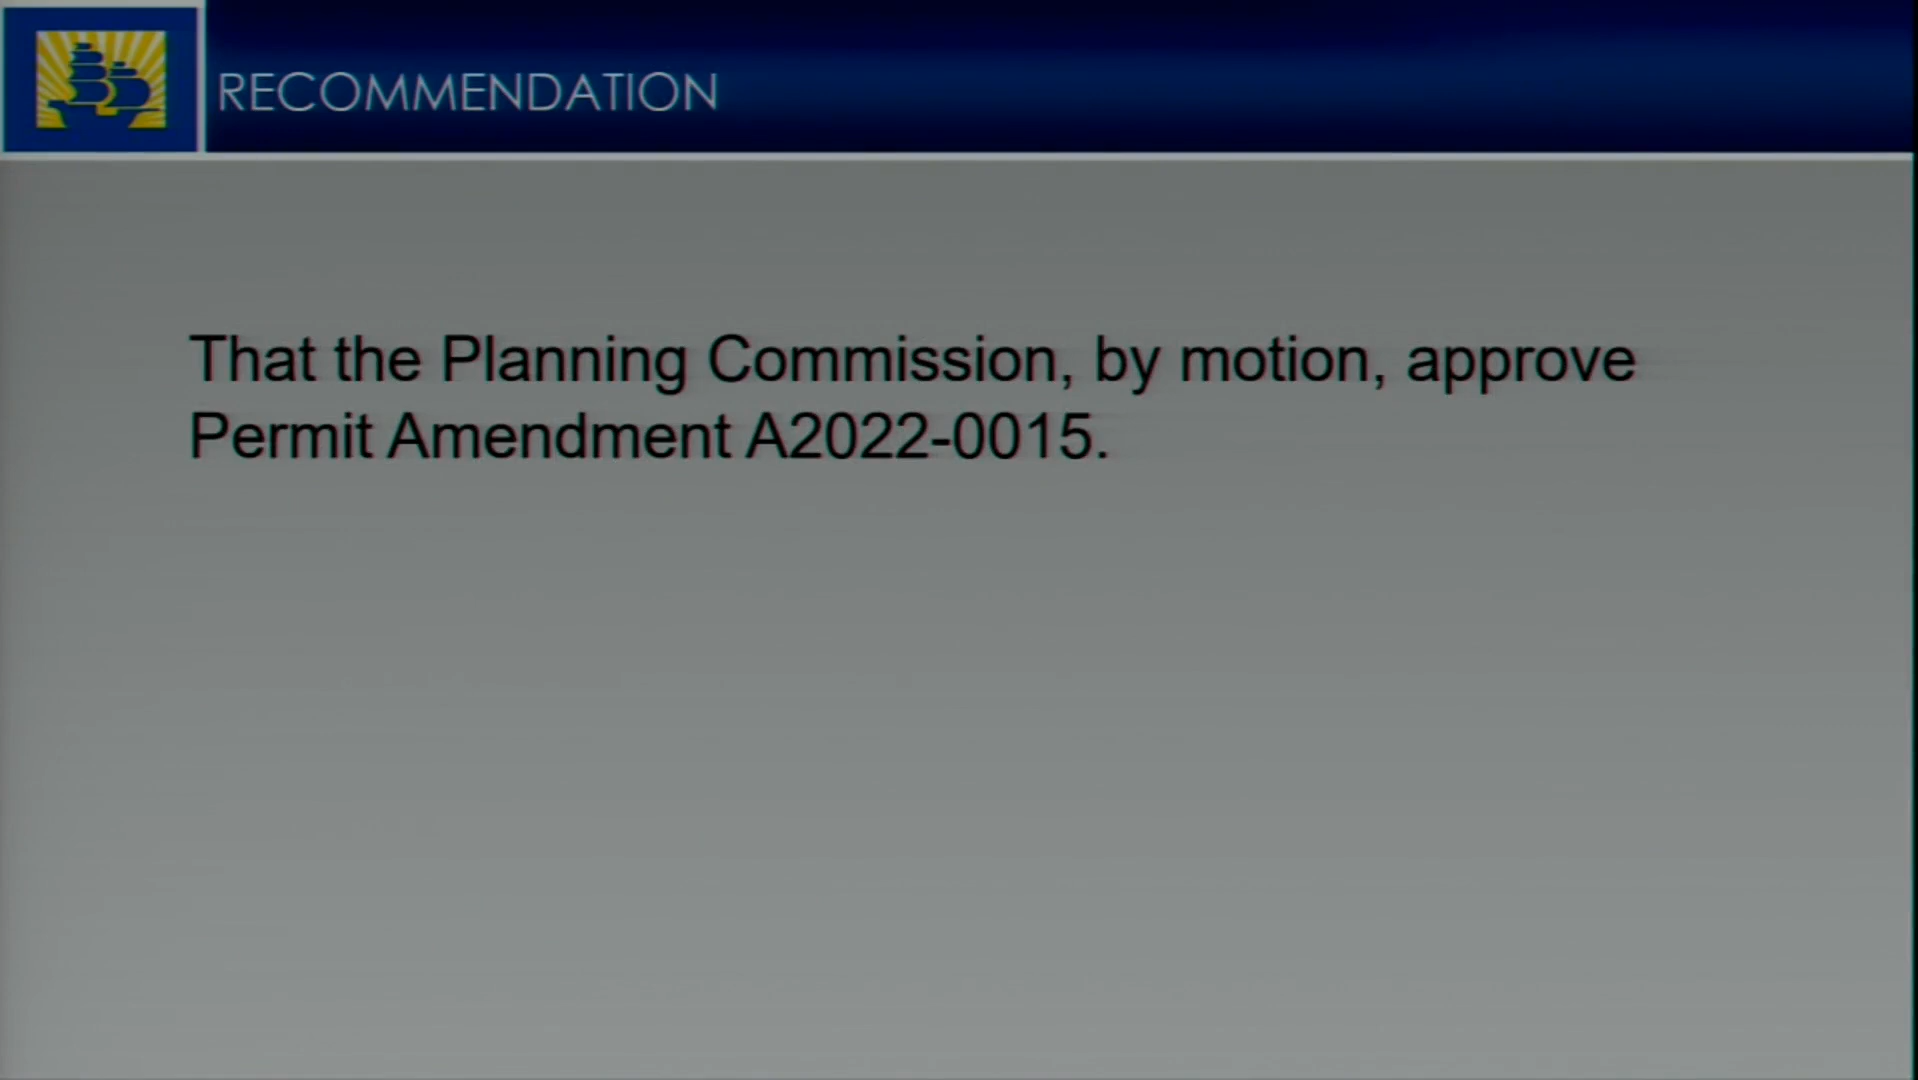 RECOMMENDATION
That the Planning Commission, by motion, approve
Permit Amendment A2022-0015.